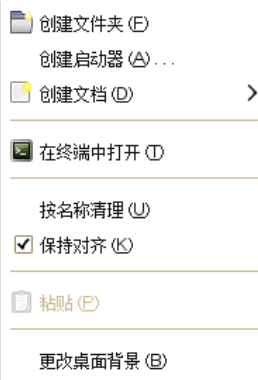 创建文件夹(F)
创建启动器(A)...
创建文档(D)
在终端中打开(T)
按名称清理(U)
保持对齐(K)
粘贴(P)
更改桌面背景(B)